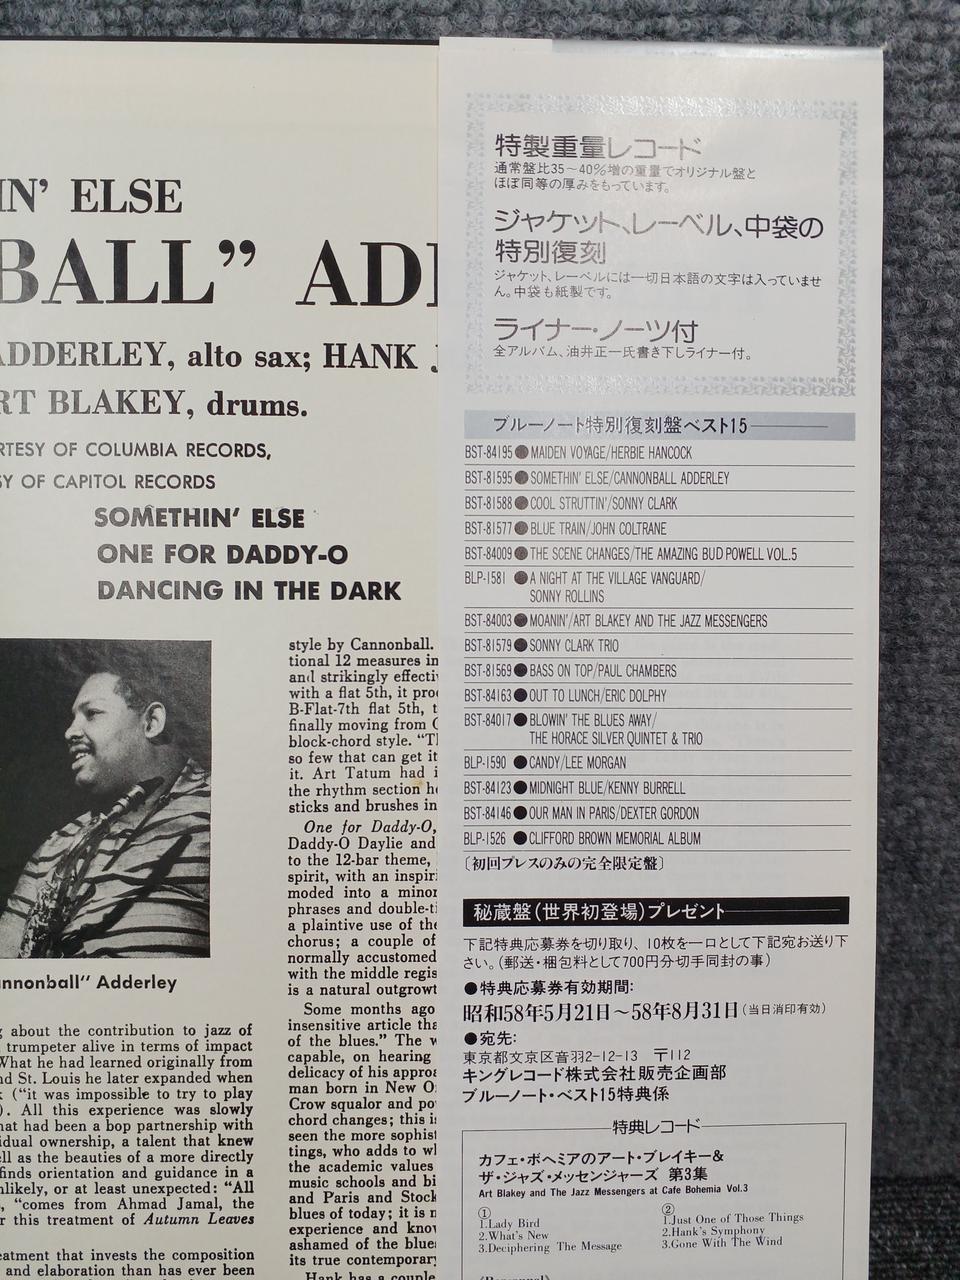 IN' ELSE
BALL" AD
ADDERLEY, alto sax; HANK
RT BLAKEY, drums.
RTESY OF COLUMBIA RECORDS,
SY OF CAPITOL RECORDS
SOMETHIN' ELSE
ONE FOR DADDY-O
DANCING IN THE DARK
annonball" Adderley
g about the contribution to jazz of
trumpeter alive in terms of impact
What he had learned originally from
nd St. Louis he later expanded when
k ("it was impossible to try to play
). All this experience was slowly
hat had been a bop partnership with
idual ownership, a talent that knew
ell as the beauties of a more directly
finds orientation and guidance in a
nlikely, or at least unexpected: "All
, "comes from Ahmad Jamal, the
r this treatment of Autumn Leaves
eatment that invests the composition
and elaboration than has ever been
style by Cannonball.
tional 12 measures in
and strikingly effecti
with a flat 5th, it pro
B-Flat-7th flat 5th, t
finally moving from
block-chord style. "T
so few that can get it
it. Art Tatum had i
the rhythm section h
sticks and brushes in
One for Daddy-O,
Daddy-O Daylie and
to the 12-bar theme,
spirit, with an inspir
moded into a minor
phrases and double-ti
a plaintive use of the
chorus; a couple of
normally accustomed
with the middle regis
is a natural outgrowt
Some months ago
insensitive article tha
of the blues." The w
capable, on hearing
delicacy of his approa
man born in New O
Crow squalor and po
chord changes; this i
seen the more sophist
tings, who adds to wh
the academic values
music schools and bi
and Paris and Stock
blues of today; it is n
experience and know
ashamed of the blue
its true contemporar
Hank has a couple
特製重量レコード
通常盤比35～40%増の重量でオリジナル盤と
ほぼ同等の厚みをもっています。
ジャケット、レーベル、中袋の
特別復刻
ジャケット、レーベルには一切日本語の文字は入っていませ
ん。中袋も紙製です。
ライナー・ノーツ付
全アルバム、油井正一氏書き下しライナー付。
ブルーノート特別復刻盤ベスト15
BST-84195●MAIDEN VOYAGE/HERBIE HANCOCK
BST-81595●SOMETHIN' ELSE/CANNONBALL ADDERLEY
BST-81588●COOL STRUTTIN'/SONNY CLARK
BST-81577●BLUE TRAIN/JOHN COLTRANE
BST-84009●THE SCENE CHANGES/THE AMAZING BUD POWELL VOL.5
BLP-1581 ●A NIGHT AT THE VILLAGE VANGUARD/
SONNY ROLLINS
BST-84003●MOANIN'/ART BLAKEY AND THE JAZZ MESSENGERS
BST-81579●SONNY CLARK TRIO
BST-81569●BASS ON TOP/PAUL CHAMBERS
BST-84163●OUT TO LUNCH/ERIC DOLPHY
BST-84017●BLOWIN' THE BLUES AWAY/
THE HORACE SILVER QUINTET & TRIO
BLP-1590 ●CANDY/LEE MORGAN
BST-84123●MIDNIGHT BLUE/KENNY BURRELL
BST-84146●OUR MAN IN PARIS/DEXTER GORDON
BLP-1526 ●CLIFFORD BROWN MEMORIAL ALBUM
〔初回プレスのみの完全限定盤〕
秘蔵盤(世界初登場)プレゼント
下記特典応募券を切り取り、10枚を一口として下記宛お送り下
さい。(郵送・梱包料として700円分切手同封の事)
●特典応募券有効期間:
昭和58年5月21日～58年8月31日(当日消印有効)
●宛先:
東京都文京区音羽2-12-13 〒112
キングレコード株式会社販売企画部
ブルーノート・ベスト15特典係
特典レコード
カフェ・ボヘミアのアート・ブレイキー&
ザ・ジャズ・メッセンジャーズ 第3集
Art Blakey and The Jazz Messengers at Cafe Bohemia Vol.3
①
1.Lady Bird
2.What's New
3.Deciphering The Message
②
1.Just One of Those Things
2.Hank's Symphony
3.Gone With The Wind